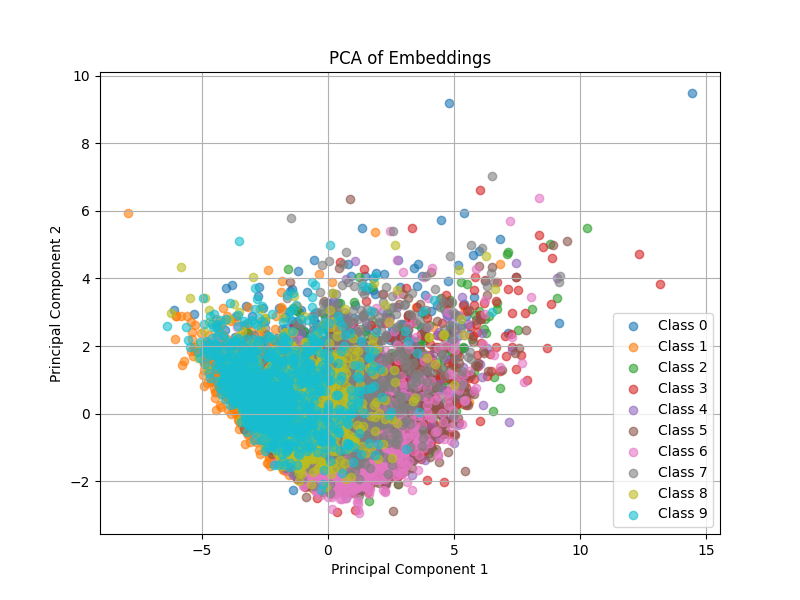 PCA of Embeddings
Principal Component 2
10
8
6
4
2
0
−2
−5
0
5
10
15
Principal Component 1
Class 0
Class 1
Class 2
Class 3
Class 4
Class 5
Class 6
Class 7
Class 8
Class 9